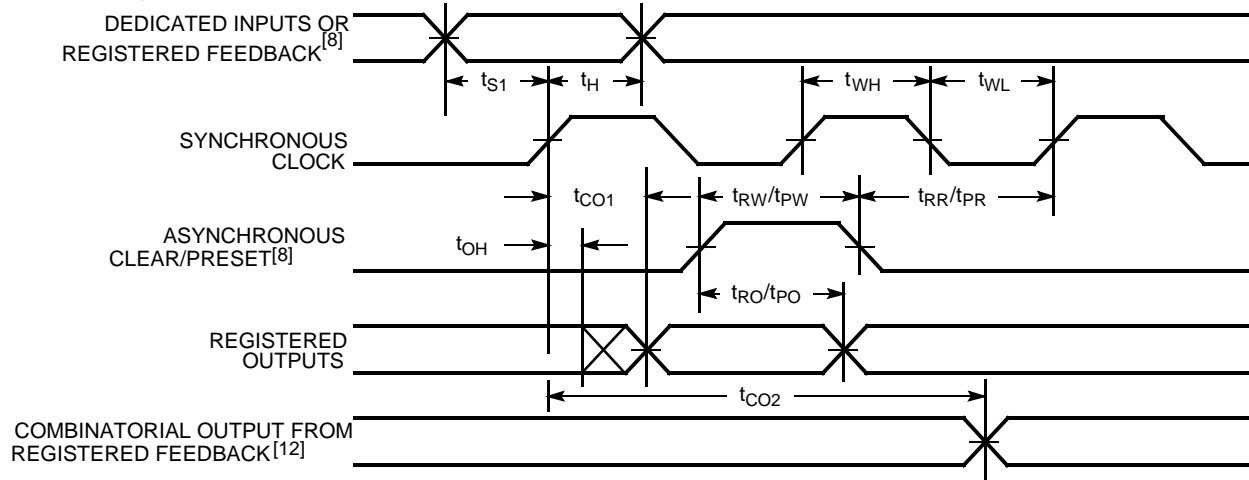 DEDICATED INPUTS OR
REGISTERED FEEDBACK[8]
tS1
tH
tWH
tWL
SYNCHRONOUS
CLOCK
tCO1
tRW/tPW
tRR/tPR
ASYNCHRONOUS
CLEAR/PRESET[8]
tOH
tRO/tPO
REGISTERED
OUTPUTS
tCO2
COMBINATORIAL OUTPUT FROM
REGISTERED FEEDBACK[12]